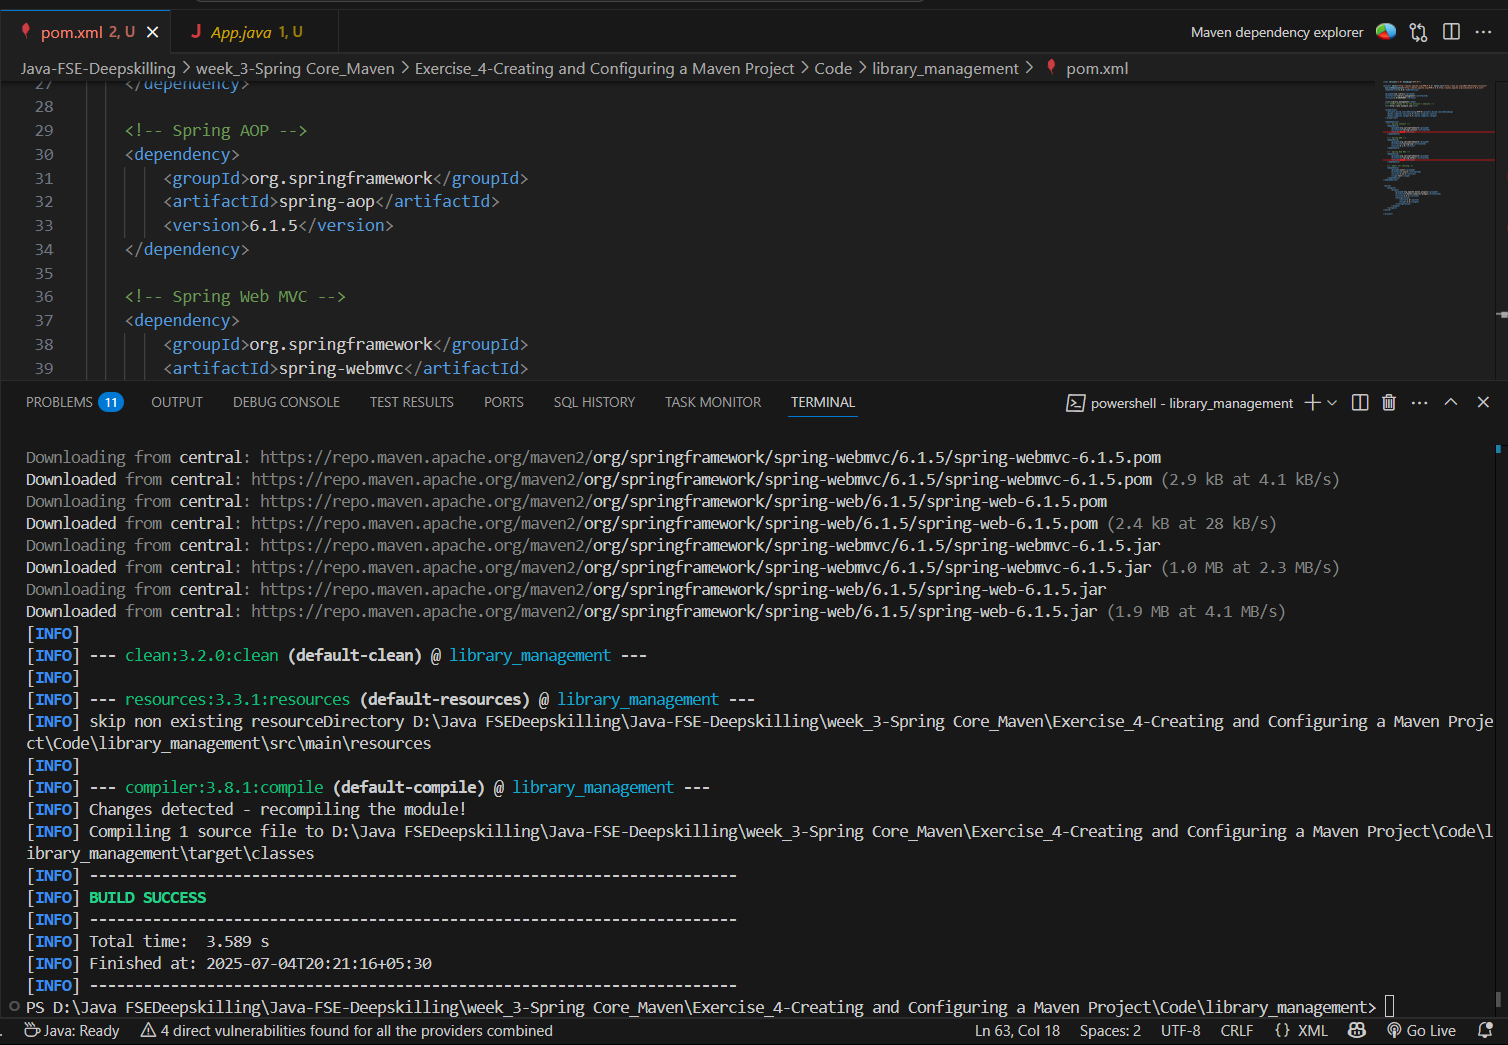 pom.xml 2, U
App.java 1, U
Maven dependency explorer
Java-FSE-Deepskilling > week_3-Spring Core_Maven > Exercise_4-Creating and Configuring a Maven Project > Code > library_management > pom.xml
27 </dependency>
28
29 <!-- Spring AOP -->
30 <dependency>
31 <groupId>org.springframework</groupId>
32 <artifactId>spring-aop</artifactId>
33 <version>6.1.5</version>
34 </dependency>
35
36 <!-- Spring Web MVC -->
37 <dependency>
38 <groupId>org.springframework</groupId>
39 <artifactId>spring-webmvc</artifactId>
PROBLEMS 11 OUTPUT DEBUG CONSOLE TEST RESULTS PORTS SQL HISTORY TASK MONITOR TERMINAL powershell - library_management
Downloading from central: https://repo.maven.apache.org/maven2/org/springframework/spring-webmvc/6.1.5/spring-webmvc-6.1.5.pom
Downloaded from central: https://repo.maven.apache.org/maven2/org/springframework/spring-webmvc/6.1.5/spring-webmvc-6.1.5.pom (2.9 kB at 4.1 kB/s)
Downloading from central: https://repo.maven.apache.org/maven2/org/springframework/spring-web/6.1.5/spring-web-6.1.5.pom
Downloaded from central: https://repo.maven.apache.org/maven2/org/springframework/spring-web/6.1.5/spring-web-6.1.5.pom (2.4 kB at 28 kB/s)
Downloading from central: https://repo.maven.apache.org/maven2/org/springframework/spring-webmvc/6.1.5/spring-webmvc-6.1.5.jar
Downloaded from central: https://repo.maven.apache.org/maven2/org/springframework/spring-webmvc/6.1.5/spring-webmvc-6.1.5.jar (1.0 MB at 2.3 MB/s)
Downloading from central: https://repo.maven.apache.org/maven2/org/springframework/spring-web/6.1.5/spring-web-6.1.5.jar
Downloaded from central: https://repo.maven.apache.org/maven2/org/springframework/spring-web/6.1.5/spring-web-6.1.5.jar (1.9 MB at 4.1 MB/s)
[INFO]
[INFO] --- clean:3.2.0:clean (default-clean) @ library_management ---
[INFO]
[INFO] --- resources:3.3.1:resources (default-resources) @ library_management ---
[INFO] skip non existing resourceDirectory D:\Java FSEDeepskilling\Java-FSE-Deepskilling\week_3-Spring Core_Maven\Exercise_4-Creating and Configuring a Maven Proje
ct\Code\library_management\src\main\resources
[INFO]
[INFO] --- compiler:3.8.1:compile (default-compile) @ library_management ---
[INFO] Changes detected - recompiling the module!
[INFO] Compiling 1 source file to D:\Java FSEDeepskilling\Java-FSE-Deepskilling\week_3-Spring Core_Maven\Exercise_4-Creating and Configuring a Maven Project\Code\l
ibrary_management\target\classes
[INFO] ------------------------------------------------------------------------
[INFO] BUILD SUCCESS
[INFO] ------------------------------------------------------------------------
[INFO] Total time:  3.589 s
[INFO] Finished at: 2025-07-04T20:21:16+05:30
[INFO] ------------------------------------------------------------------------
PS D:\Java FSEDeepskilling\Java-FSE-Deepskilling\week_3-Spring Core_Maven\Exercise_4-Creating and Configuring a Maven Project\Code\library_management>
Java: Ready 4 direct vulnerabilities found for all the providers combined Ln 63, Col 18 Spaces: 2 UTF-8 CRLF {} XML Go Live